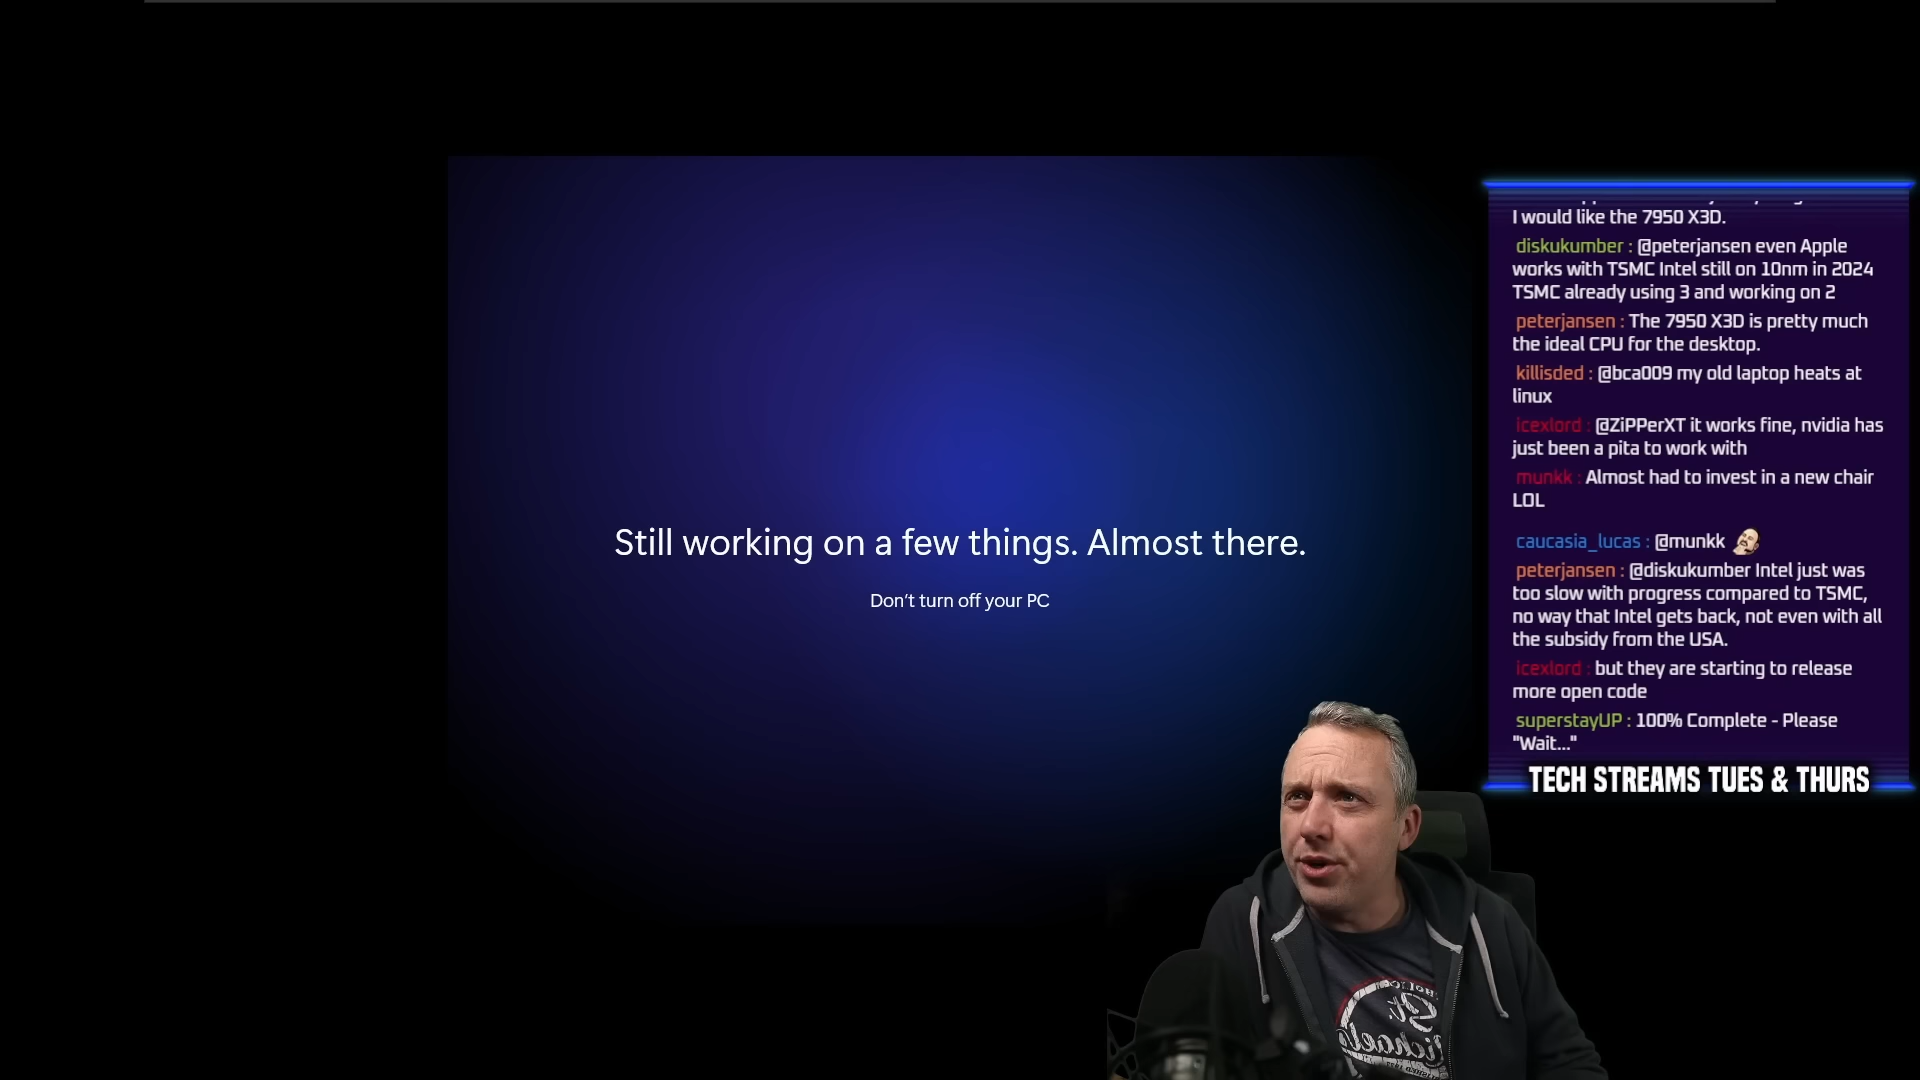 Still working on a few things. Almost there.
Don't turn off your PC
I would like the 7950 X3D.
diskukumber : @peterjansen even Apple
works with TSMC Intel still on 10nm in 2024
TSMC already using 3 and working on 2
peterjansen : The 7950 X3D is pretty much
the ideal CPU for the desktop.
killisded : @bca009 my old laptop heats at
linux
icexlord : @ZiPPerXT it works fine, nvidia has
just been a pita to work with
munkk : Almost had to invest in a new chair
LOL
caucasia_lucas : @munkk
peterjansen : @diskukumber Intel just was
too slow with progress compared to TSMC,
no way that Intel gets back, not even with all
the subsidy from the USA.
icexlord : but they are starting to release
more open code
superstayUP : 100% Complete - Please
"Wait..."
TECH STREAMS TUES & THURS
St.